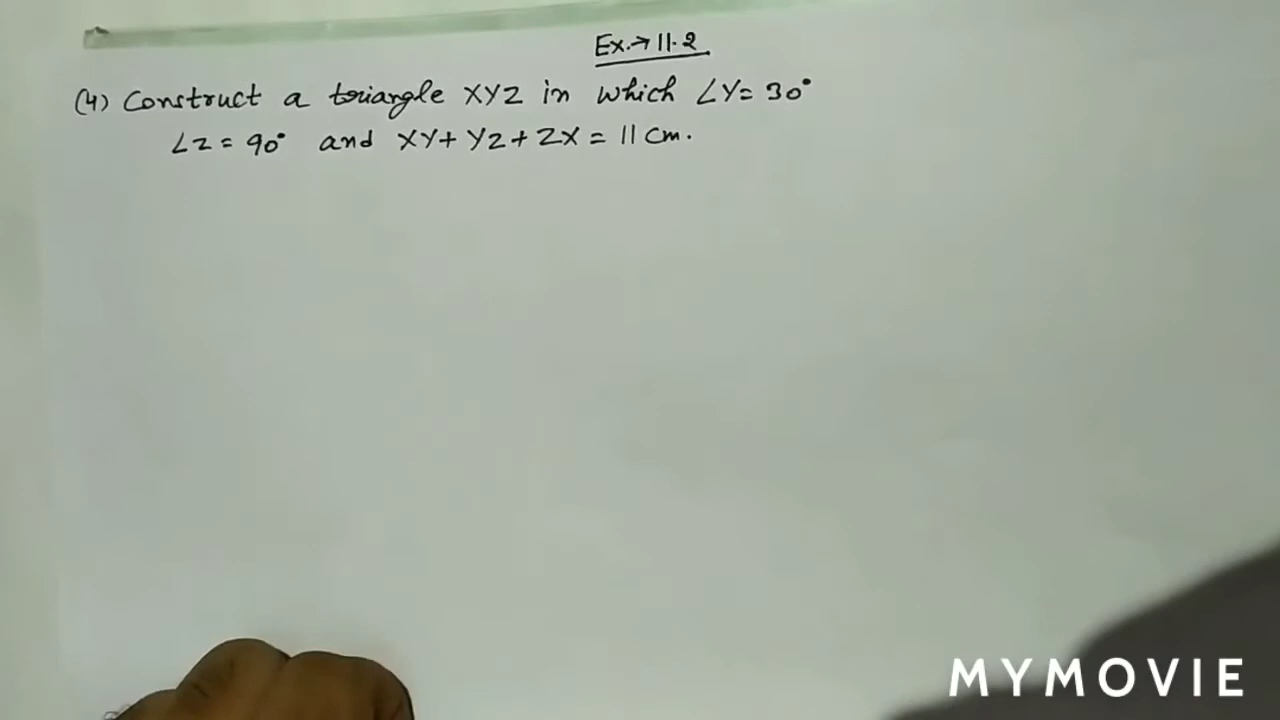 Ex.→ 11.2
(4) Construct a triangle XYZ in which ∠Y= 30°
∠Z = 90° and XY+ YZ + ZX = 11 cm.
MYMOVIE